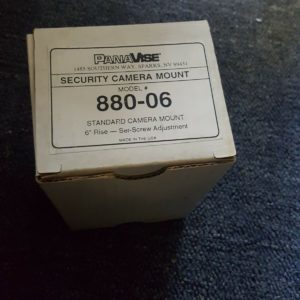 PANAVISE
1485 SOUTHERN WAY, SPARKS, NV 89431
SECURITY CAMERA MOUNT
MODEL #
880-06
STANDARD CAMERA MOUNT
6" Rise — Set-Screw Adjustment
MADE IN THE USA